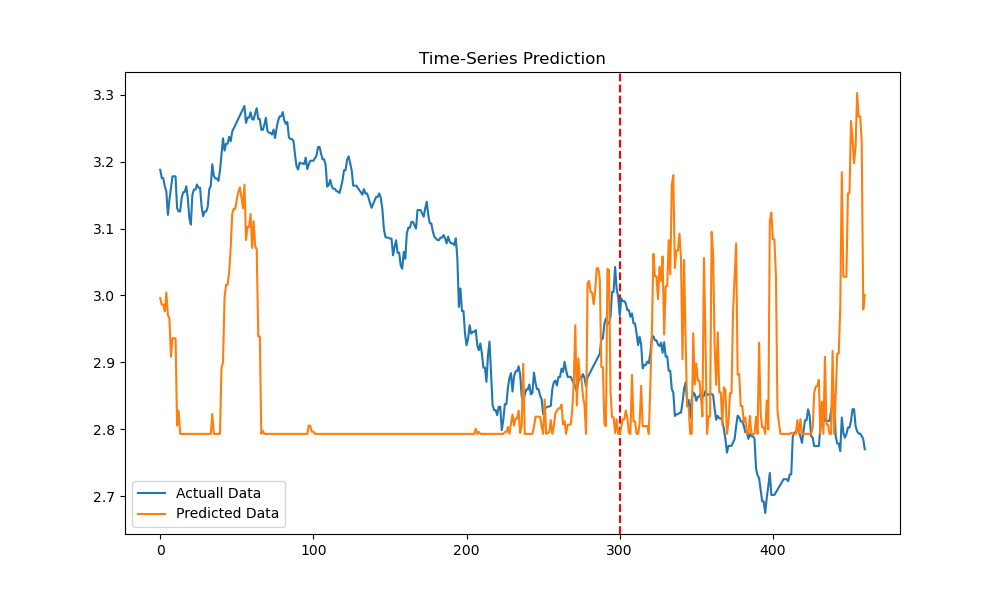 Time-Series Prediction
3.3
3.2
3.1
3.0
2.9
2.8
2.7
Actuall Data
Predicted Data
0 100 200 300 400